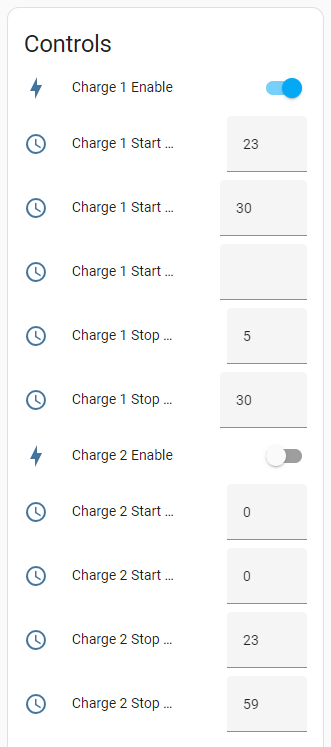 Controls
Charge 1 Enable
Charge 1 Start ... 23
Charge 1 Start ... 30
Charge 1 Start ...
Charge 1 Stop ... 5
Charge 1 Stop ... 30
Charge 2 Enable
Charge 2 Start ... 0
Charge 2 Start ... 0
Charge 2 Stop ... 23
Charge 2 Stop ... 59